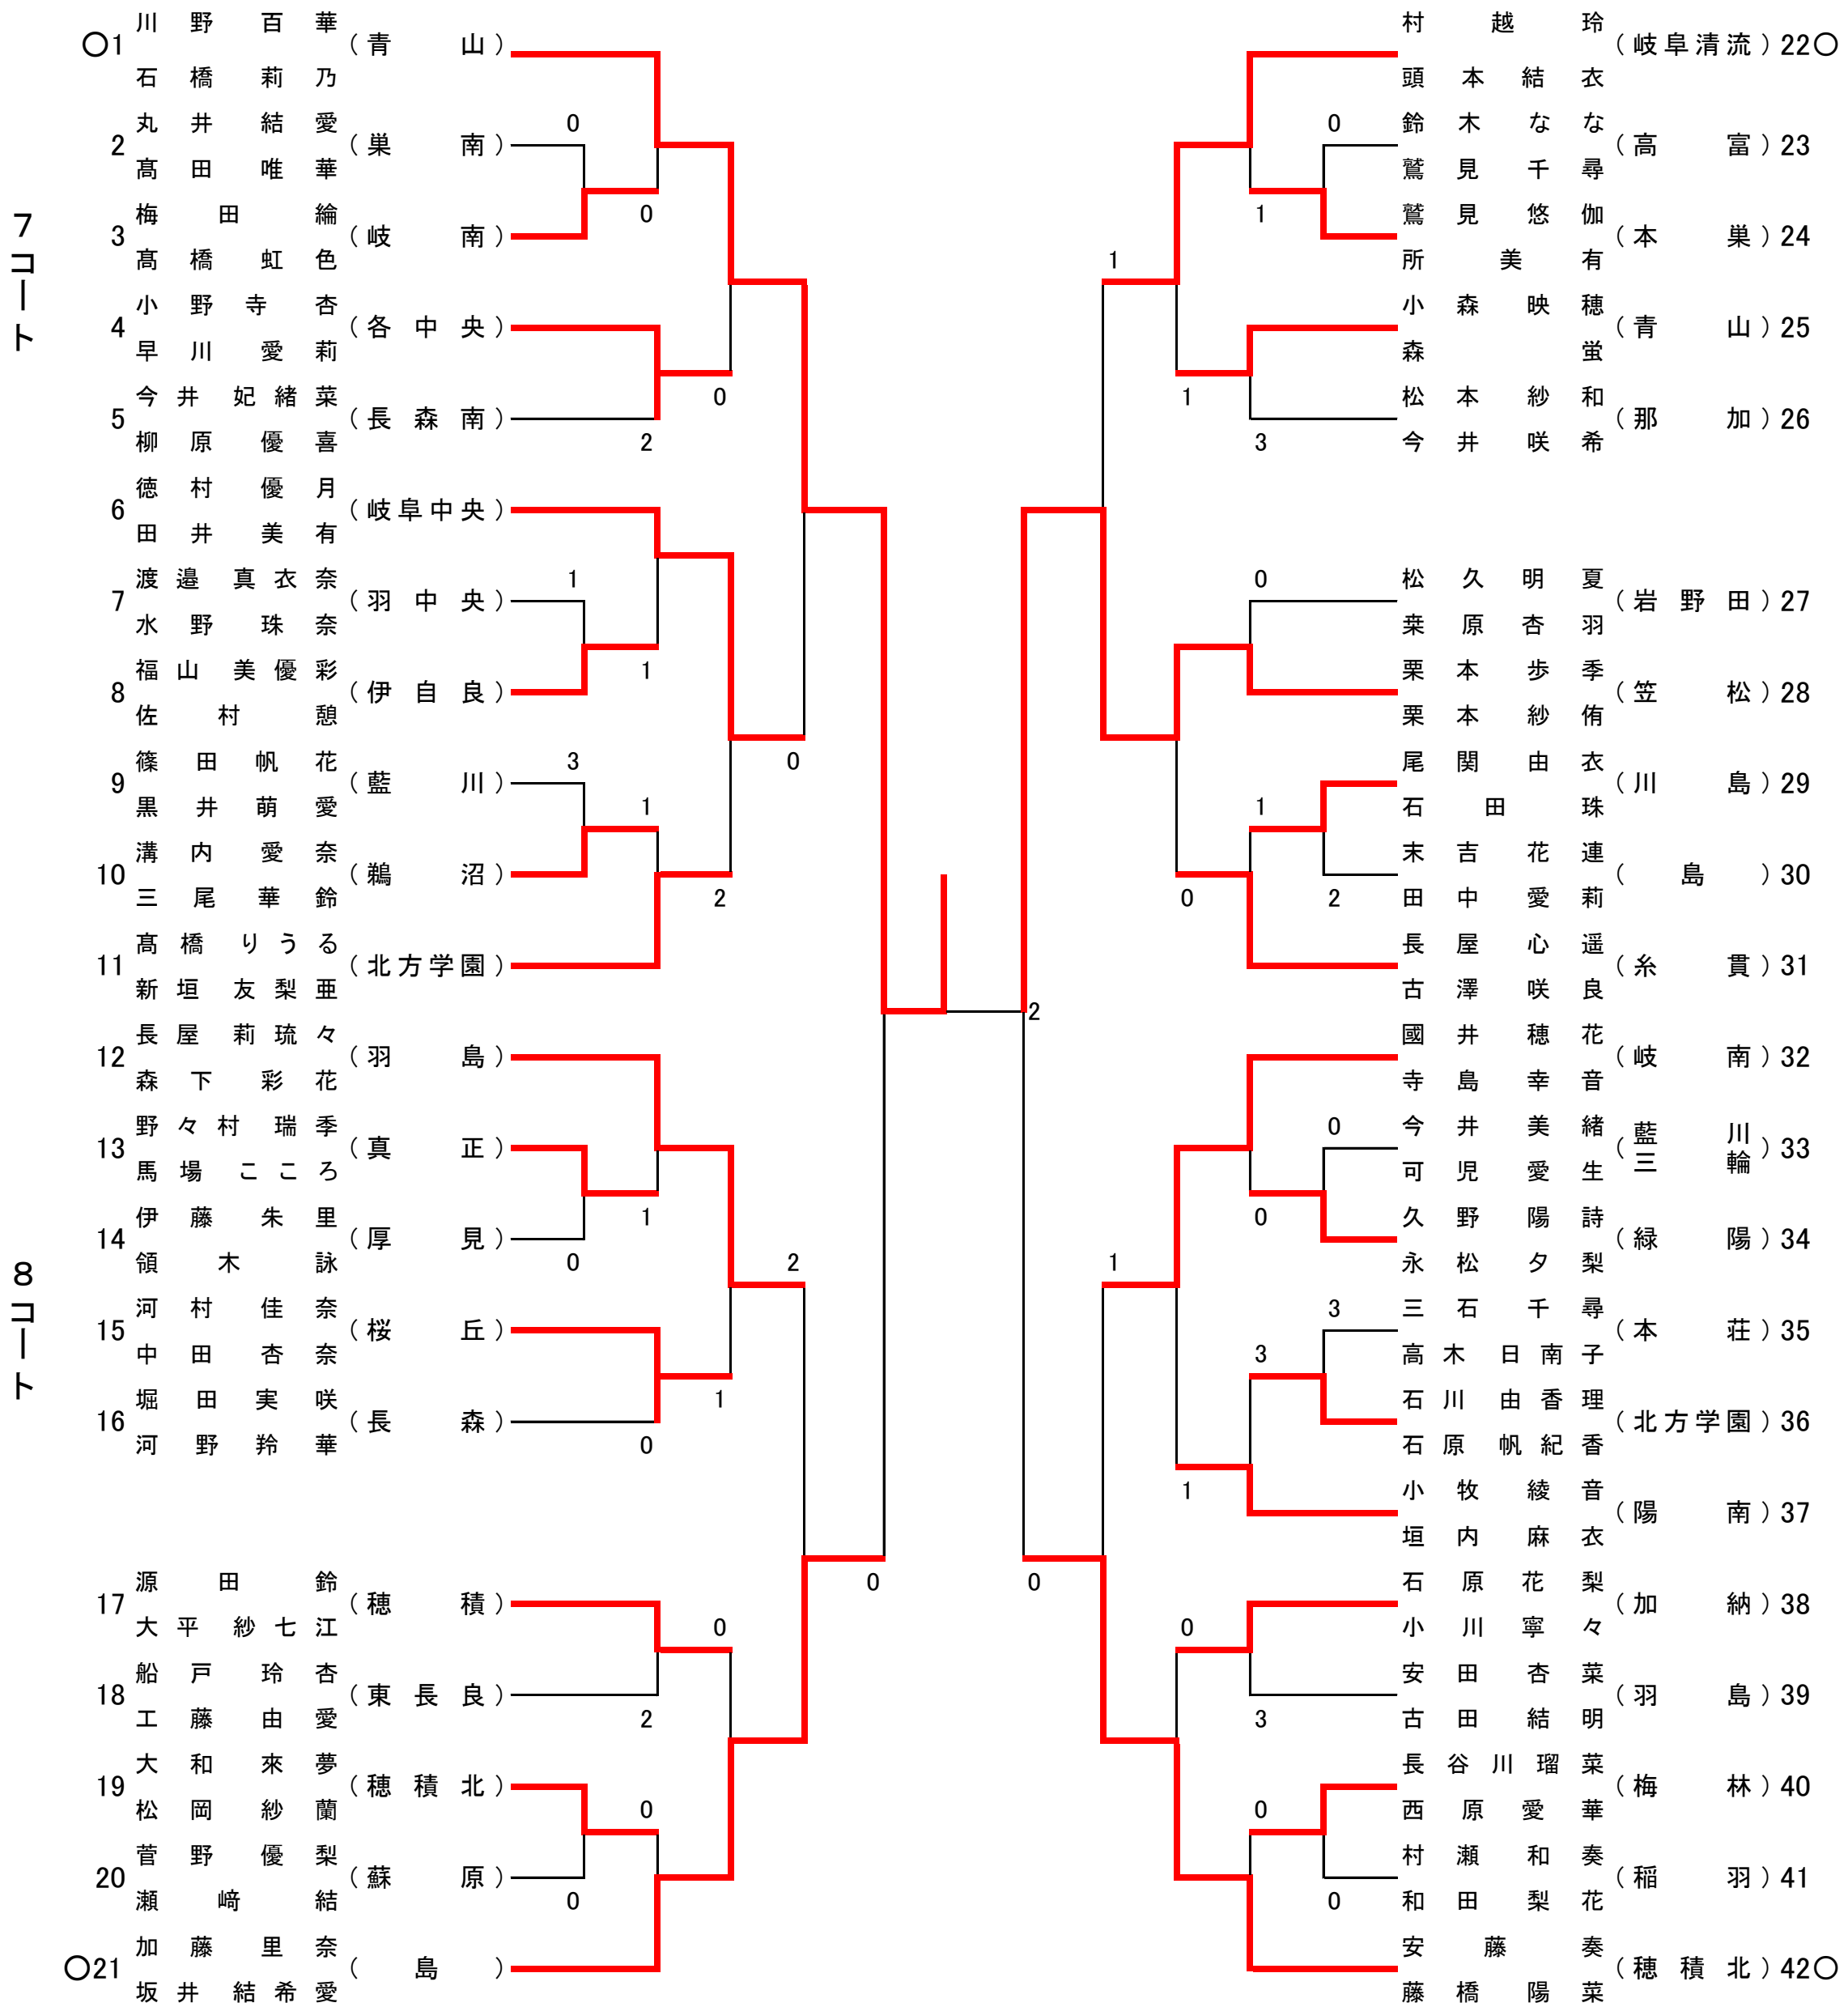 7コート
8コート
○1 川野百華 石橋莉乃 (青山)
2 丸井結愛 髙田唯華 (巣南)
3 梅田綸 髙橋虹色 (岐南)
4 小野寺杏 早川愛莉 (各中央)
5 今井妃緒菜 柳原優喜 (長森南)
6 徳村優月 田井美有 (岐阜中央)
7 渡邉真衣奈 水野珠奈 (羽中央)
8 福山美優彩 佐村憩 (伊自良)
9 篠田帆花 黒井萌愛 (藍川)
10 溝内愛奈 三尾華鈴 (鵜沼)
11 髙橋りうる 新垣友梨亜 (北方学園)
12 長屋莉琉々 森下彩花 (羽島)
13 野々村瑞季 馬場こころ (真正)
14 伊藤朱里 領木詠 (厚見)
15 河村佳奈 中田杏奈 (桜丘)
16 堀田実咲 河野羚華 (長森)
17 源田鈴 大平紗七江 (穂積)
18 船戸玲杏 工藤由愛 (東長良)
19 大和來夢 松岡紗蘭 (穂積北)
20 菅野優梨 瀬﨑結 (蘇原)
○21 加藤里奈 坂井結希愛 (島)
0
0
2
0
1
1
3
1
2
0
1
0
0
1
2
0
2
0
0
0
2
村越玲 頭本結衣 (岐阜清流) 22○
鈴木なな 鷲見千尋 (高富) 23
鷲見悠伽 所美有 (本巣) 24
小森映穂 森蛍 (青山) 25
松本紗和 今井咲希 (那加) 26
松久明夏 桒原杏羽 (岩野田) 27
栗本歩季 栗本紗侑 (笠松) 28
尾関由衣 石田珠 (川島) 29
末吉花連 田中愛莉 (島) 30
長屋心遥 古澤咲良 (糸貫) 31
國井穂花 寺島幸音 (岐南) 32
今井美緒 可児愛生 (藍川三輪) 33
久野陽詩 永松夕梨 (緑陽) 34
三石千尋 高木日南子 (本荘) 35
石川由香理 石原帆紀香 (北方学園) 36
小牧綾音 垣内麻衣 (陽南) 37
石原花梨 小川寧々 (加納) 38
安田杏菜 古田結明 (羽島) 39
長谷川瑠菜 西原愛華 (梅林) 40
村瀬和奏 和田梨花 (稲羽) 41
安藤奏 藤橋陽菜 (穂積北) 42○
0
1
1
1
3
0
1
0
2
0
0
1
3
3
1
0
0
3
0
0